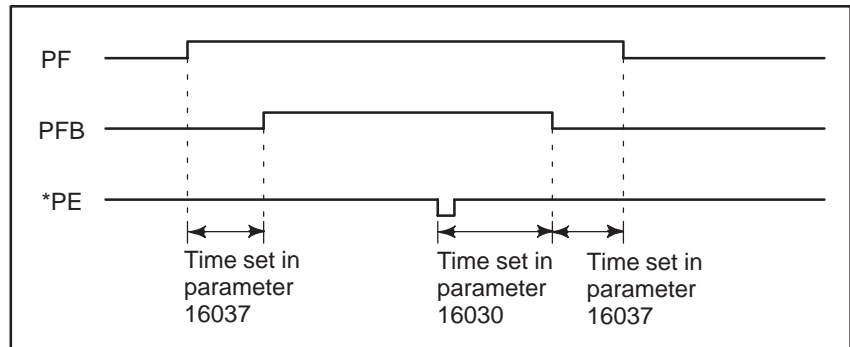 PF
PFB
*PE
Time set in
parameter
16037
Time set in
parameter
16030
Time set in
parameter
16037